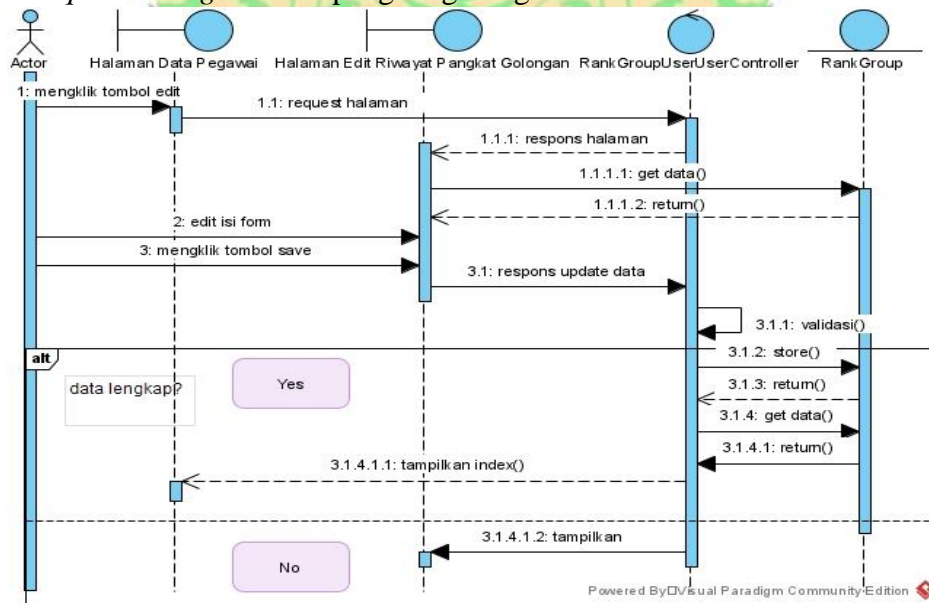 Actor
Halaman Data Pegawai
Halaman Edit Riwayat Pangkat Golongan
RankGroupUserUserController
RankGroup
1: mengklik tombol edit
1.1: request halaman
1.1.1: respons halaman
1.1.1.1: get data()
1.1.1.2: return()
2: edit isi form
3: mengklik tombol save
3.1: respons update data
3.1.1: validasi()
alt
3.1.2: store()
data lengkap?
Yes
3.1.3: return()
3.1.4: get data()
3.1.4.1: return()
3.1.4.1.1: tampilkan index()
3.1.4.1.2: tampilkan
No
Powered By Visual Paradigm Community Edition